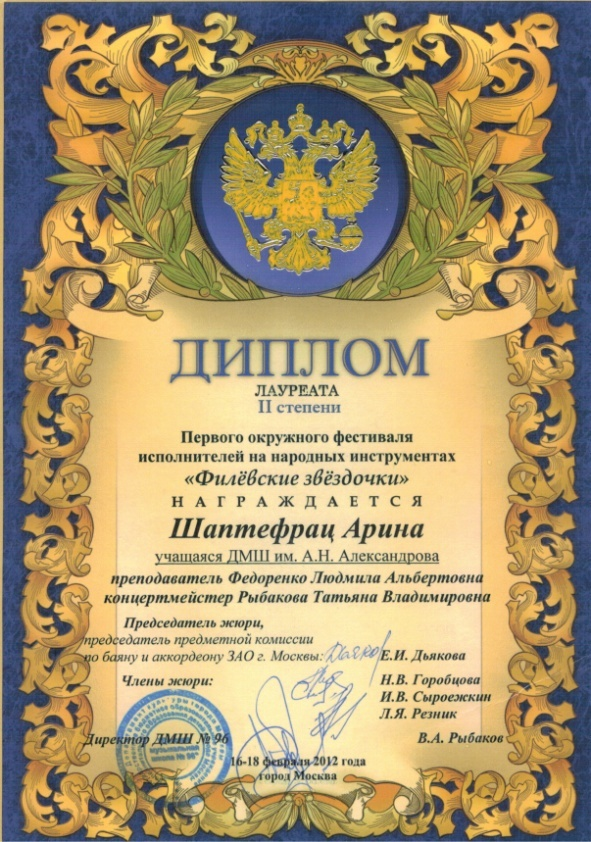 ДИПЛОМ
ЛАУРЕАТА
II степени
Первого окружного фестиваля
исполнителей на народных инструментах
«Филёвские звёздочки»
НАГРАЖДАЕТСЯ
Шаптефрац Арина
учащаяся ДМШ им. А.Н. Александрова
преподаватель Федоренко Людмила Альбертовна
концертмейстер Рыбакова Татьяна Владимировна
Председатель жюри,
председатель предметной комиссии
по баяну и аккордеону ЗАО г. Москвы: Е.И. Дьякова
Члены жюри: Н.В. Горобцова
И.В. Сыроежкин
Л.Я. Резник
Директор ДМШ № 96 В.А. Рыбаков
16-18 февраля 2012 года
город Москва